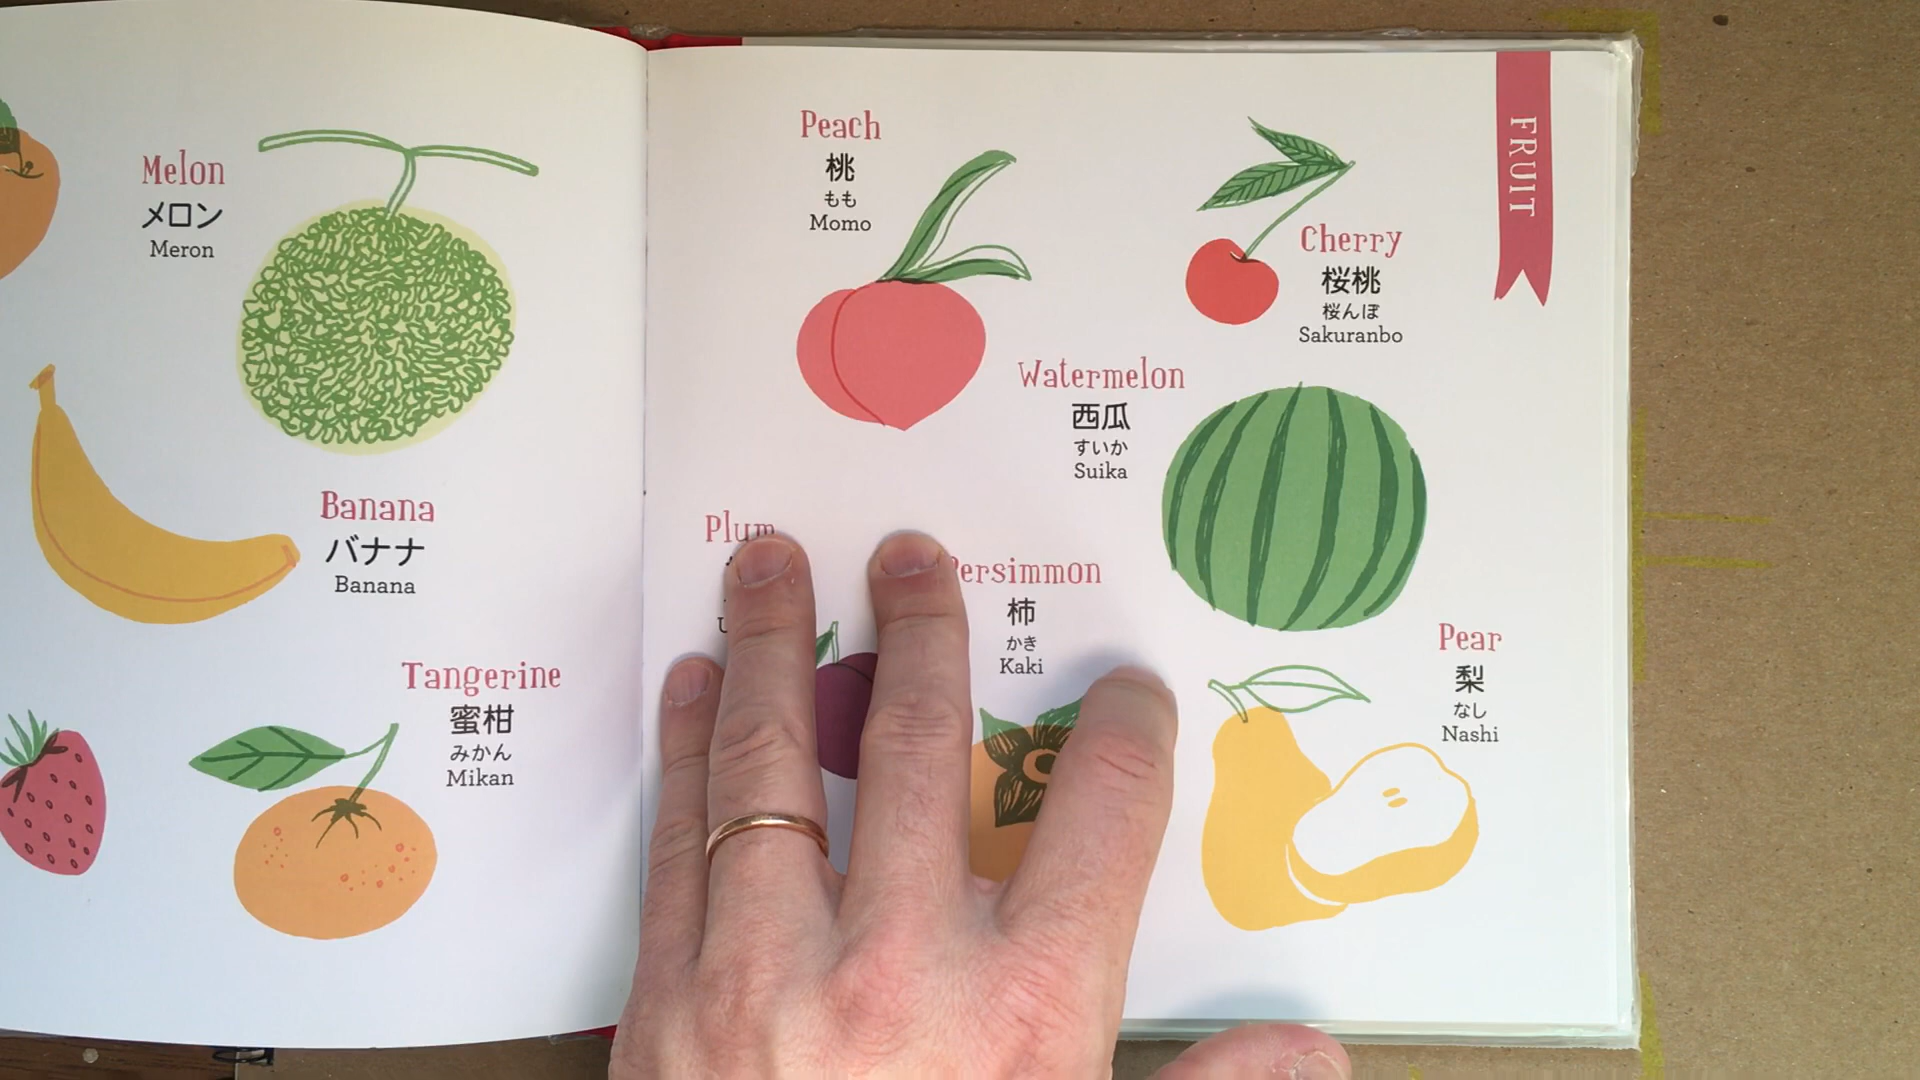 Melon
メロン
Meron
Banana
バナナ
Banana
Tangerine
蜜柑
みかん
Mikan
Peach
桃
もも
Momo
Cherry
桜桃
桜んぼ
Sakuranbo
Watermelon
西瓜
すいか
Suika
Plum
Persimmon
柿
かき
Kaki
Pear
梨
なし
Nashi
FRUIT